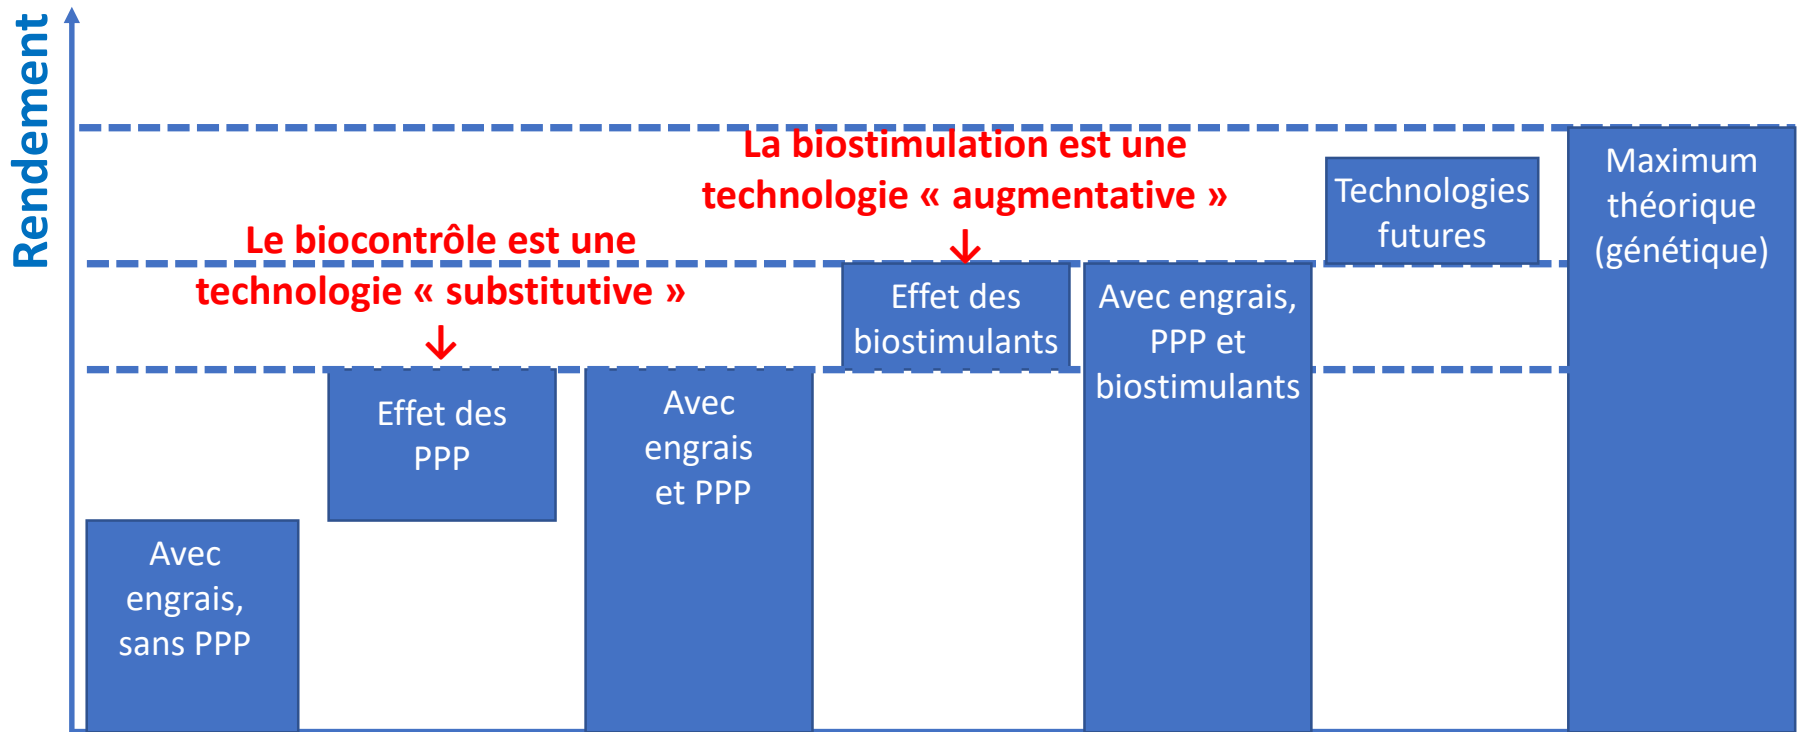 Rendement
La biostimulation est une
technologie « augmentative »
Le biocontrôle est une
technologie « substitutive »
Avec
engrais,
sans PPP
Effet des
PPP
Avec
engrais
et PPP
Effet des
biostimulants
Avec engrais,
PPP et
biostimulants
Technologies
futures
Maximum
théorique
(génétique)